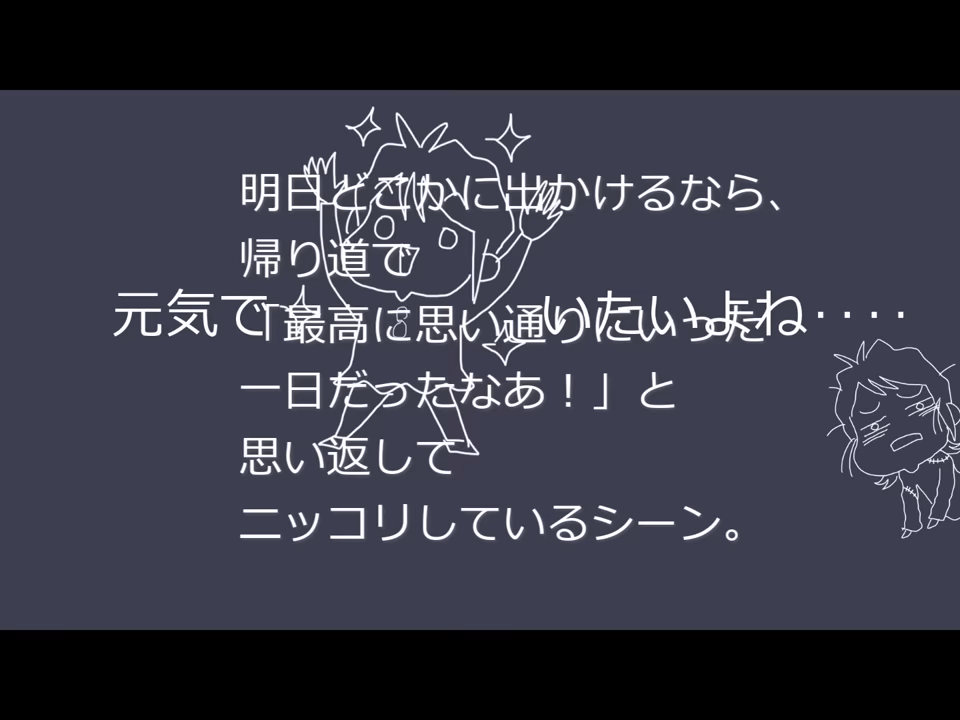 明日どこかに出かけるなら、
帰り道で
元気で いたいよね････
「最高に思い通りにいった
一日だったなあ！」と
思い返して
ニッコリしているシーン。